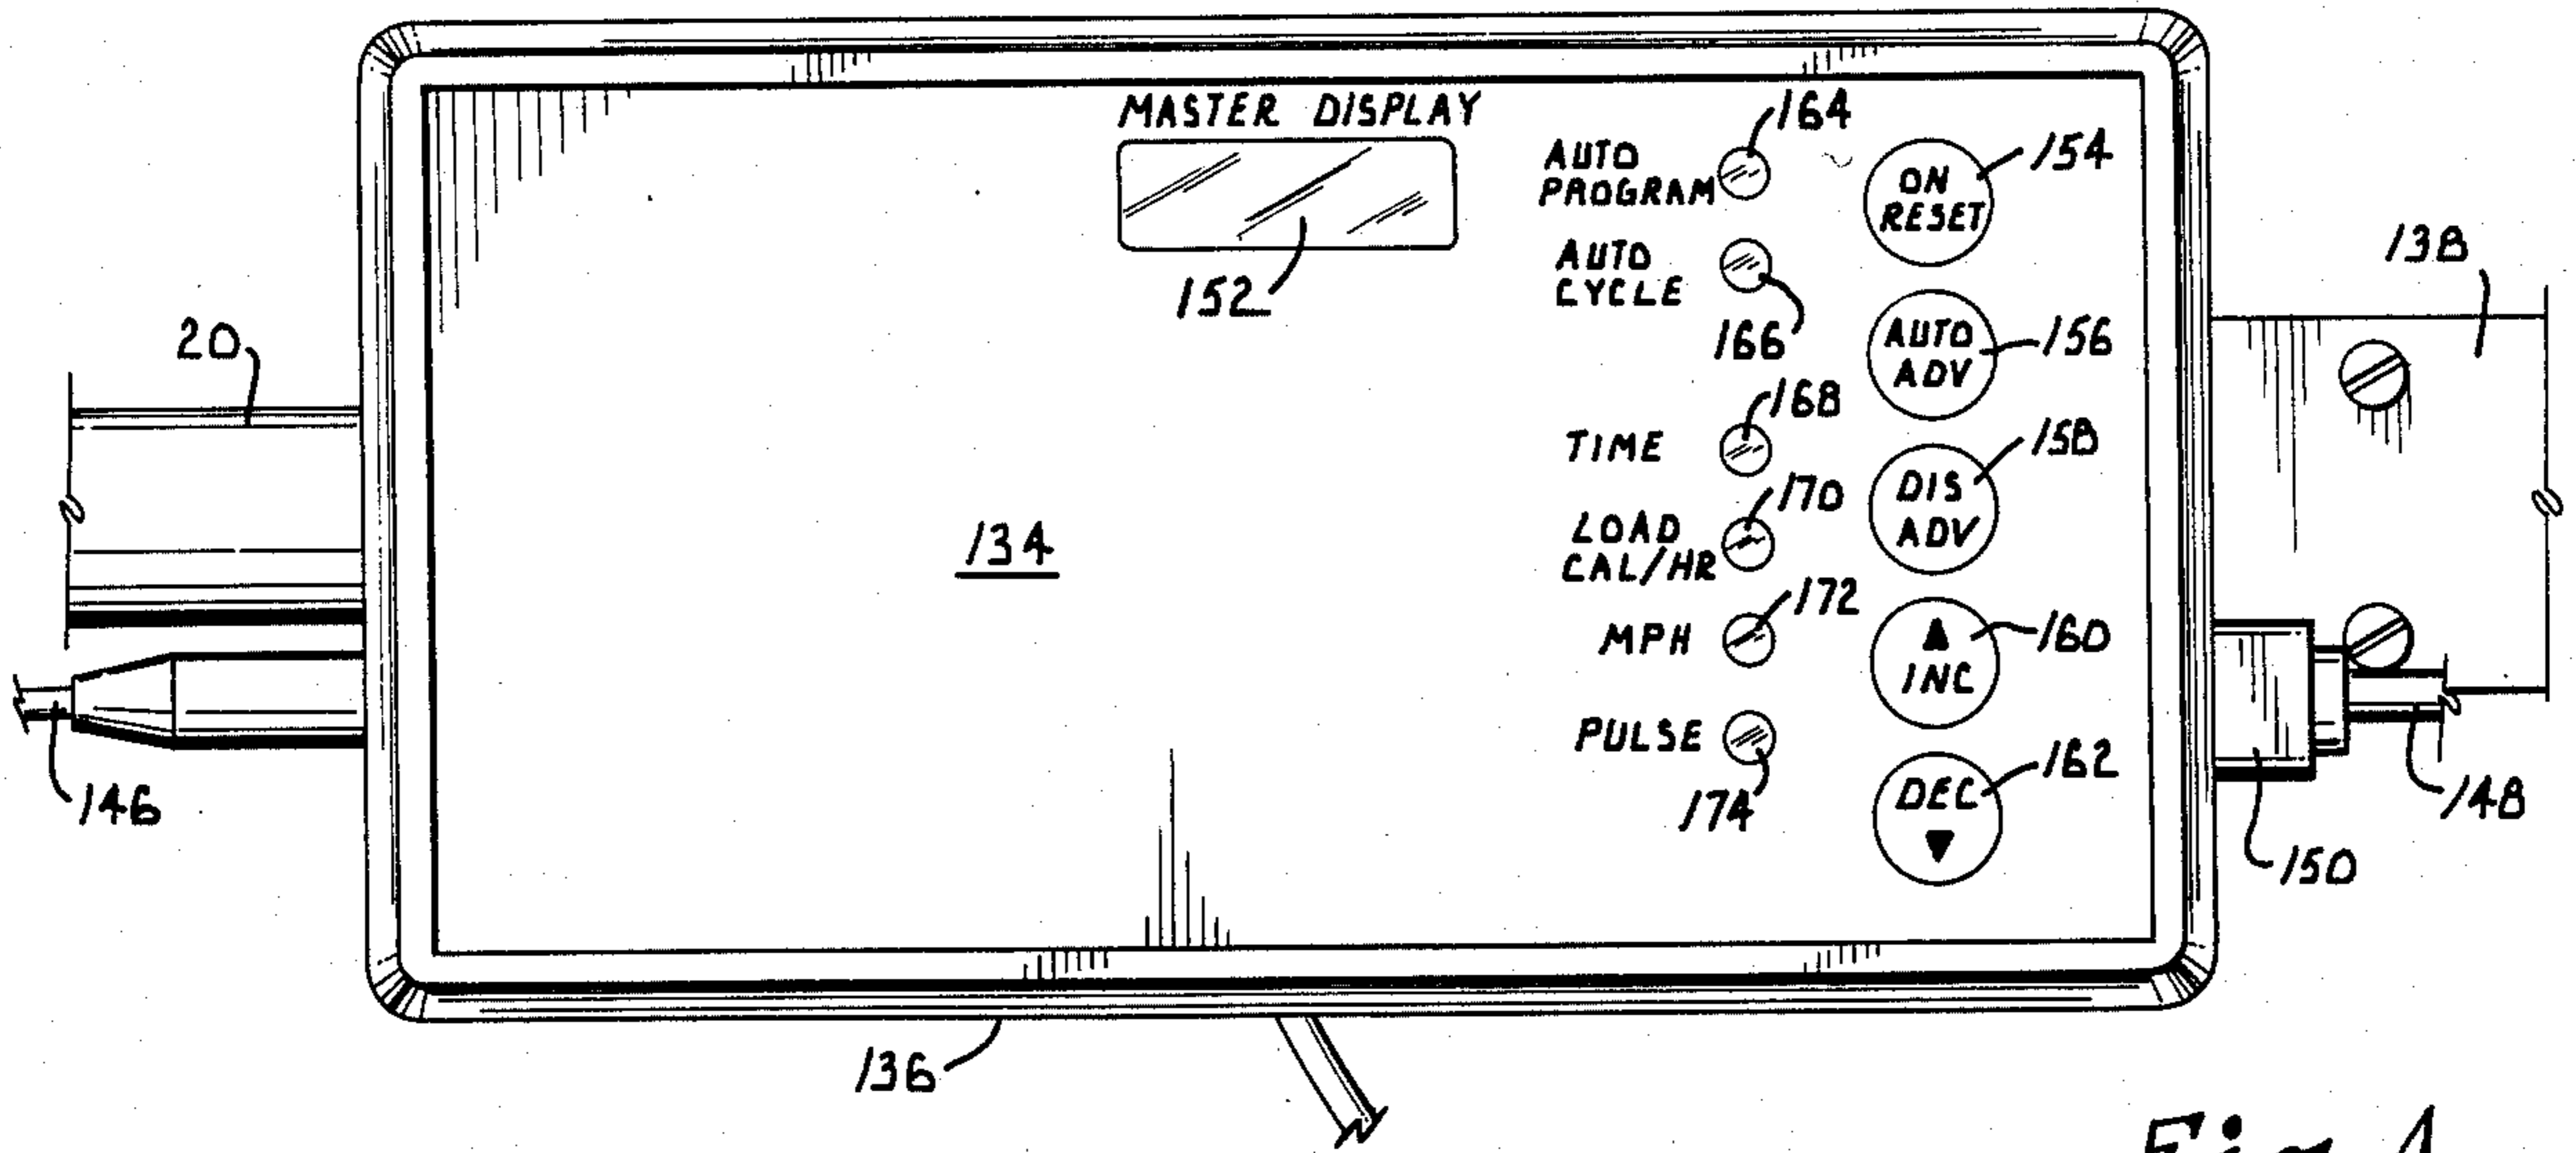 MASTER DISPLAY
152
AUTO
PROGRAM
164
AUTO
CYCLE
166
TIME
168
LOAD
CAL/HR
170
MPH
172
PULSE
174
ON
RESET
154
AUTO
ADV
156
DIS
ADV
158
▲
INC
160
DEC
▼
162
138
20
134
146
148
150
136